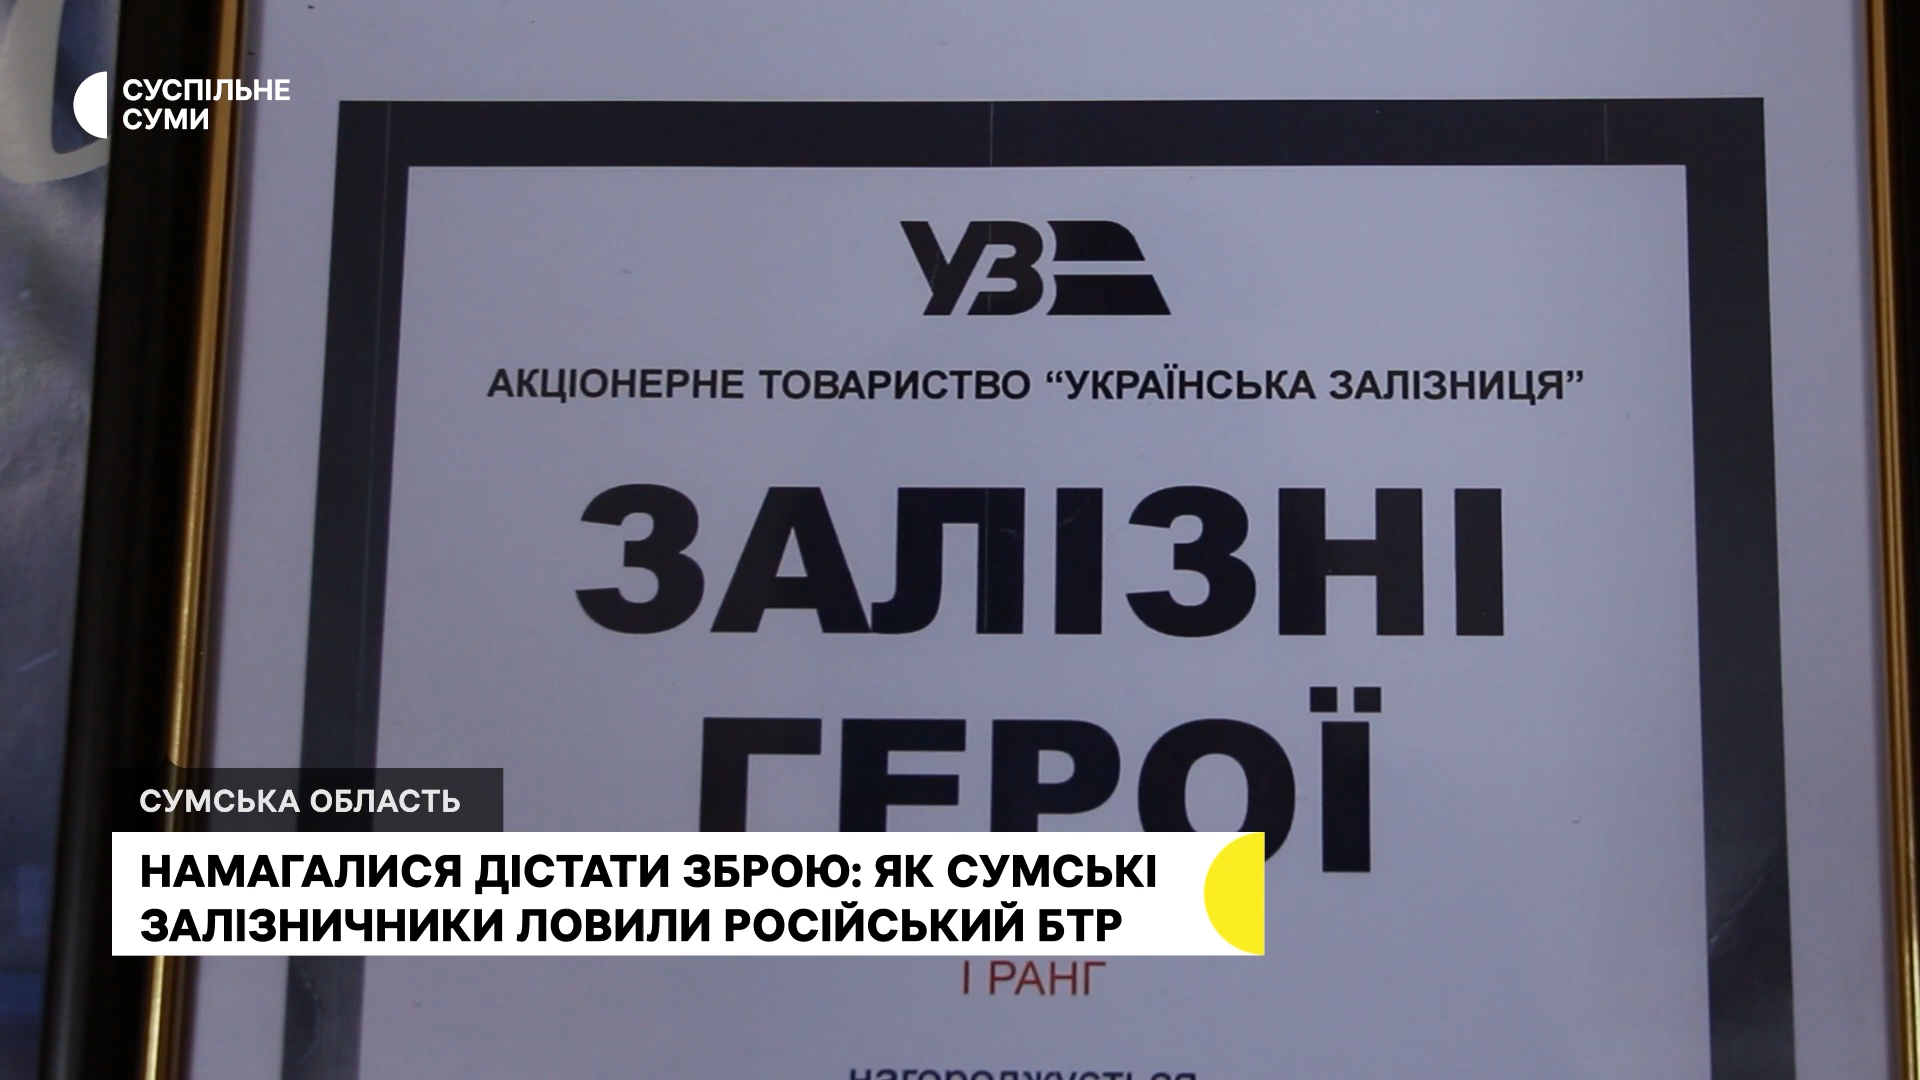 СУСПІЛЬНЕ
СУМИ
УЗ
АКЦІОНЕРНЕ ТОВАРИСТВО “УКРАЇНСЬКА ЗАЛІЗНИЦЯ”
ЗАЛІЗНІ
ГЕРОЇ
СУМСЬКА ОБЛАСТЬ
НАМАГАЛИСЯ ДІСТАТИ ЗБРОЮ: ЯК СУМСЬКІ
ЗАЛІЗНИЧНИКИ ЛОВИЛИ РОСІЙСЬКИЙ БТР
І РАНГ
нагороджується